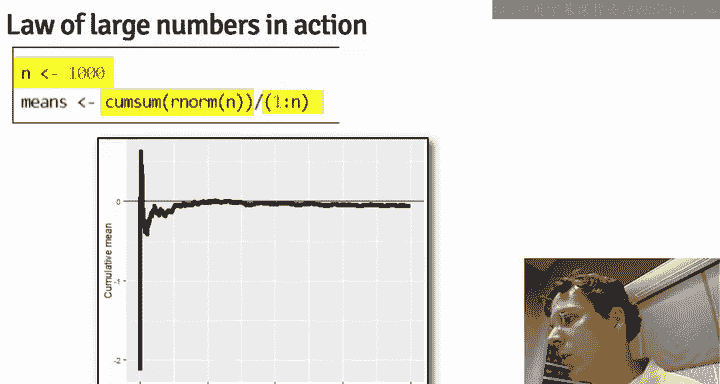 Law of large numbers in action
n <- 1000
means <- cumsum(rnorm(n))/(1:n)
0
Cumulative mean
-1
-2